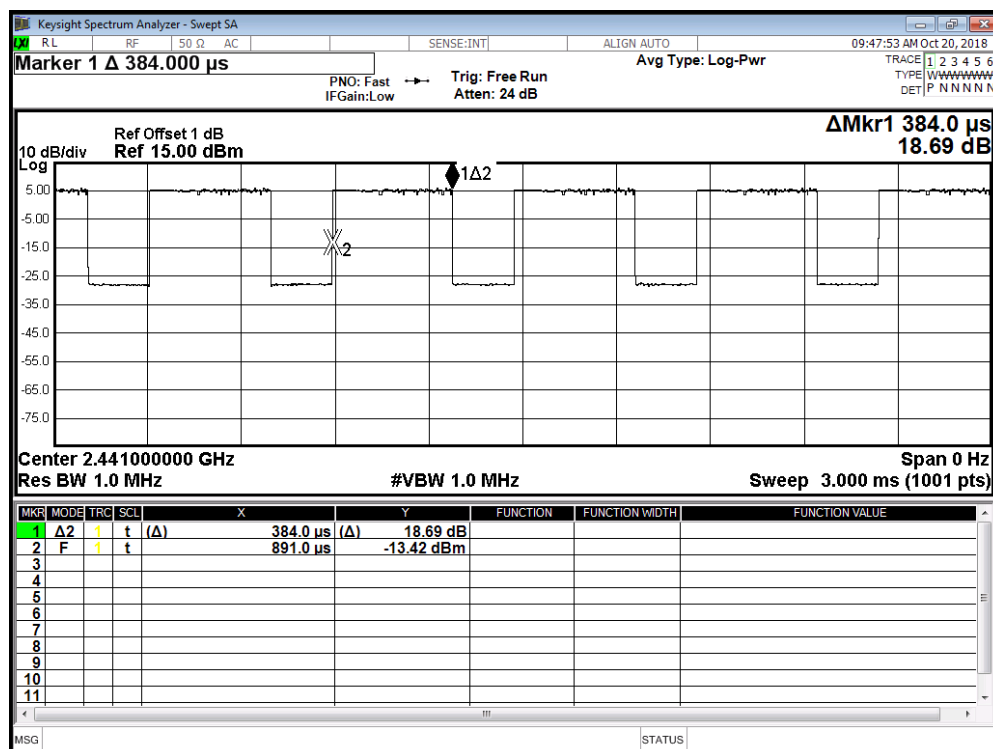 Keysight Spectrum Analyzer - Swept SA
LXI RL RF 50 Ω AC SENSE:INT ALIGN AUTO 09:47:53 AM Oct 20, 2018
Marker 1 Δ 384.000 µs
PNO: Fast
IFGain:Low
Trig: Free Run
Atten: 24 dB
Avg Type: Log-Pwr
TRACE 1 2 3 4 5 6
TYPE WWWWWW
DET P N N N N N
ΔMkr1 384.0 µs
18.69 dB
Ref Offset 1 dB
10 dB/div Ref 15.00 dBm
Log
1Δ2
5.00
-5.00
-15.0
2
-25.0
-35.0
-45.0
-55.0
-65.0
-75.0
Center 2.441000000 GHz Span 0 Hz
Res BW 1.0 MHz #VBW 1.0 MHz Sweep 3.000 ms (1001 pts)
MKR MODE TRC SCL X Y FUNCTION FUNCTION WIDTH FUNCTION VALUE
1 Δ2 1 t (Δ) 384.0 µs (Δ) 18.69 dB
2 F 1 t 891.0 µs -13.42 dBm
3
4
5
6
7
8
9
10
11
MSG STATUS